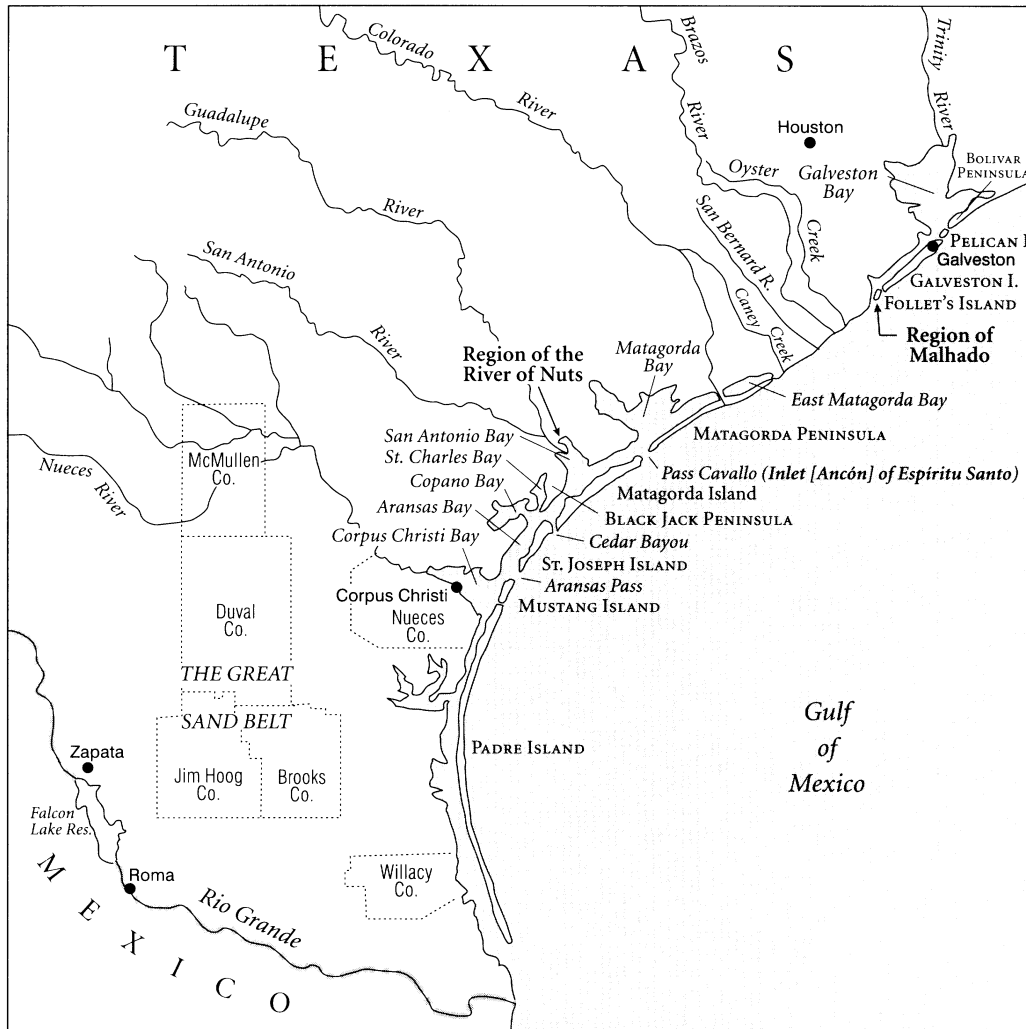 T E X A S
Colorado
River
Brazos
River
Trinity
River
Guadalupe
River
Houston
Oyster
Creek
Galveston
Bay
BOLIVAR
PENINSULA
San Bernard R.
PELICAN I
Galveston
GALVESTON I.
FOLLET'S ISLAND
Region of
Malhado
San Antonio
River
Caney
Creek
Region of the
River of Nuts
Matagorda
Bay
East Matagorda Bay
MATAGORDA PENINSULA
San Antonio Bay
St. Charles Bay
Copano Bay
Aransas Bay
Corpus Christi Bay
Pass Cavallo (Inlet [Ancón] of Espíritu Santo)
Matagorda Island
BLACK JACK PENINSULA
Cedar Bayou
ST. JOSEPH ISLAND
Aransas Pass
MUSTANG ISLAND
Nueces
River
McMullen
Co.
Corpus Christi
Nueces
Co.
Duval
Co.
THE GREAT
SAND BELT
PADRE ISLAND
Gulf
of
Mexico
Zapata
Jim Hoog
Co.
Brooks
Co.
Falcon
Lake Res.
Roma
Willacy
Co.
Rio Grande
MEXICO